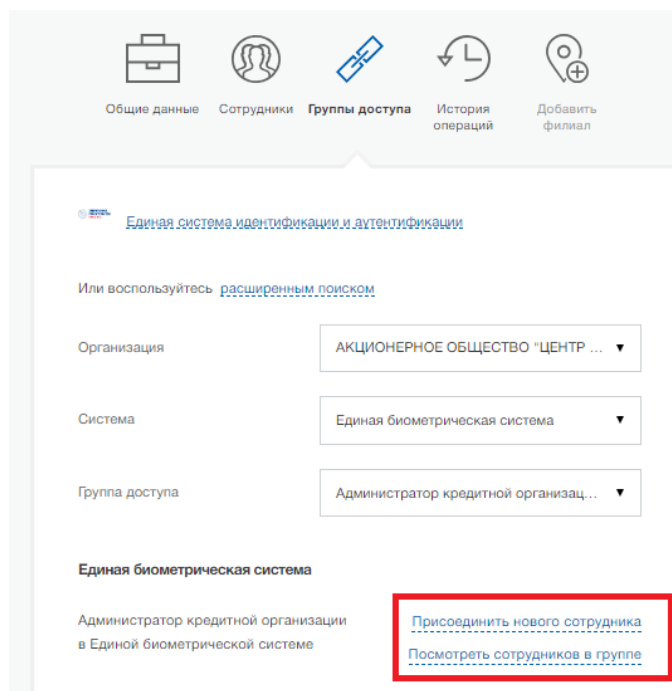 Общие данные
Сотрудники
Группы доступа
История
операций
Добавить
филиал
Единая система идентификации и аутентификации
Или воспользуйтесь расширенным поиском
Организация
АКЦИОНЕРНОЕ ОБЩЕСТВО "ЦЕНТР ...
Система
Единая биометрическая система
Группа доступа
Администратор кредитной организац...
Единая биометрическая система
Администратор кредитной организации
в Единой биометрической системе
Присоединить нового сотрудника
Посмотреть сотрудников в группе